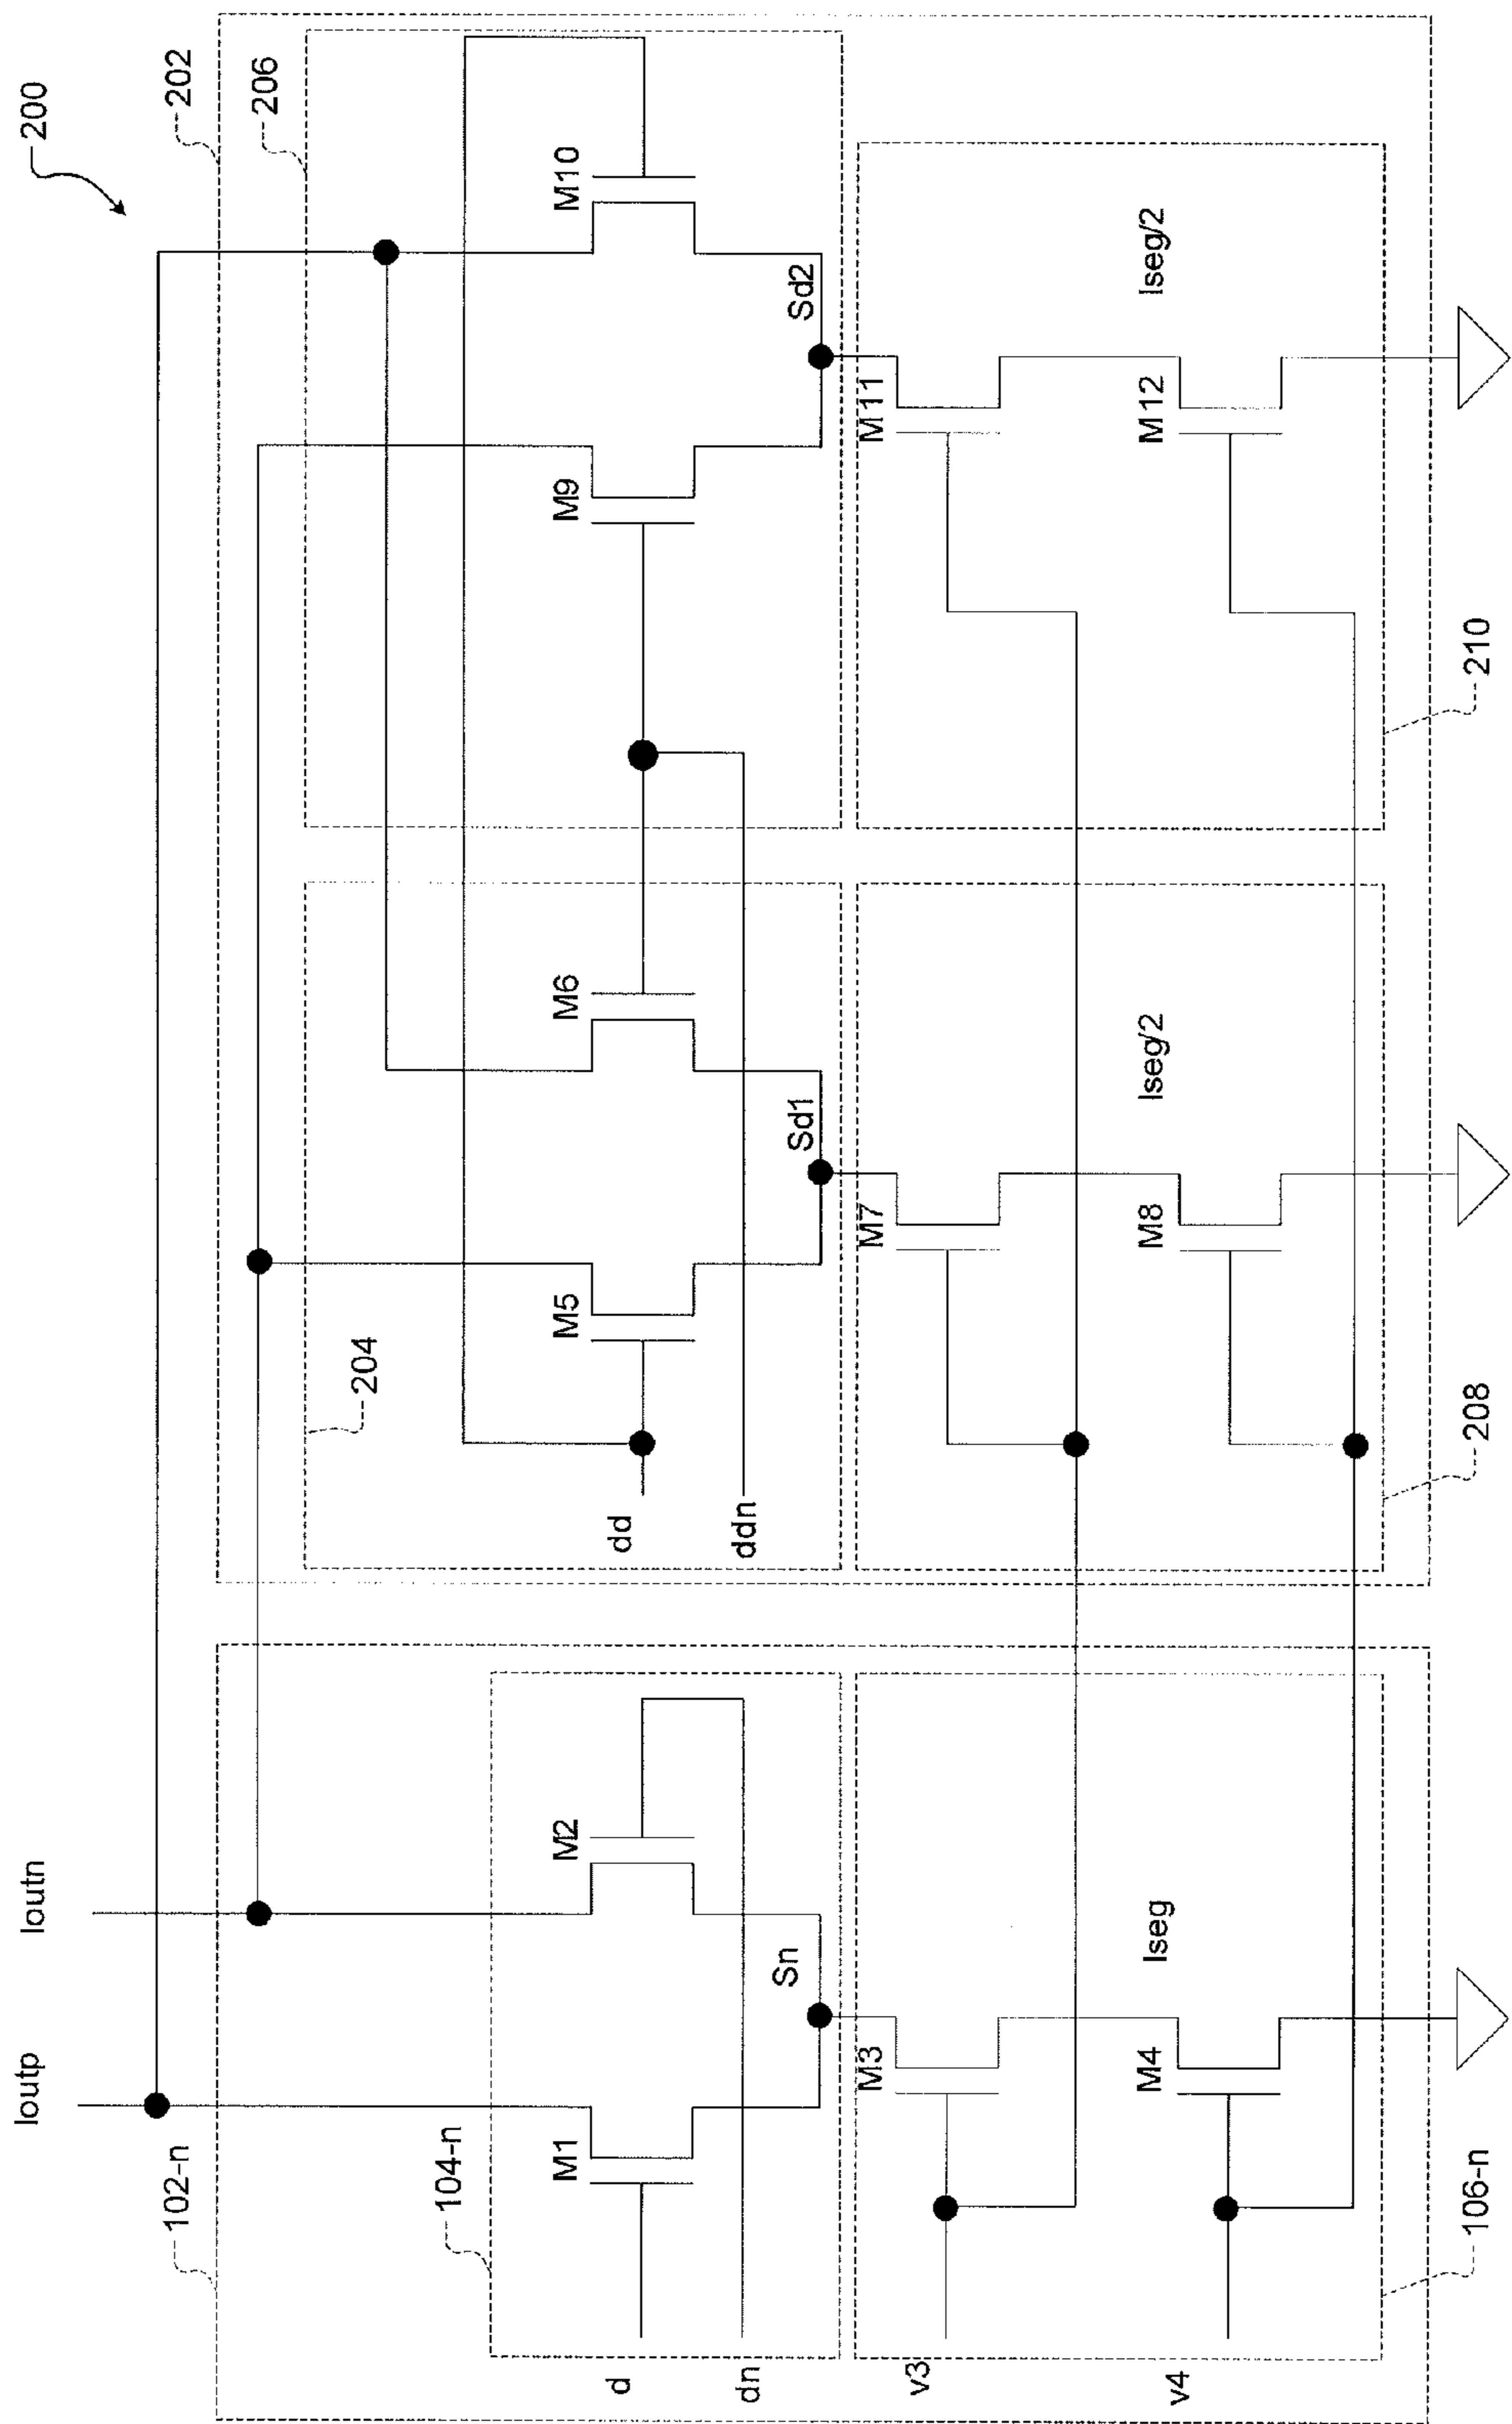 200
202
206
Ioutp
Ioutn
102-n
104-n
204
M1
M2
M5
M6
M9
M10
d
dn
dd
ddn
Sn
Sd1
Sd2
v3
v4
M3
M7
M11
M4
M8
M12
Iseg
Iseg/2
Iseg/2
106-n
208
210